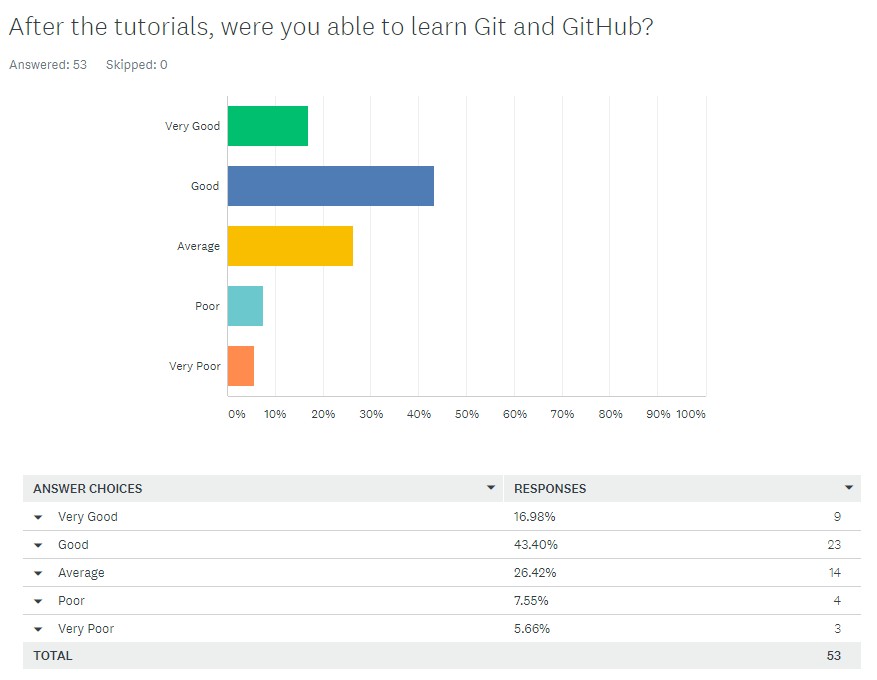 After the tutorials, were you able to learn Git and GitHub?
Answered: 53 Skipped: 0
Very Good
Good
Average
Poor
Very Poor
0% 10% 20% 30% 40% 50% 60% 70% 80% 90% 100%
ANSWER CHOICES RESPONSES
Very Good 16.98% 9
Good 43.40% 23
Average 26.42% 14
Poor 7.55% 4
Very Poor 5.66% 3
TOTAL 53